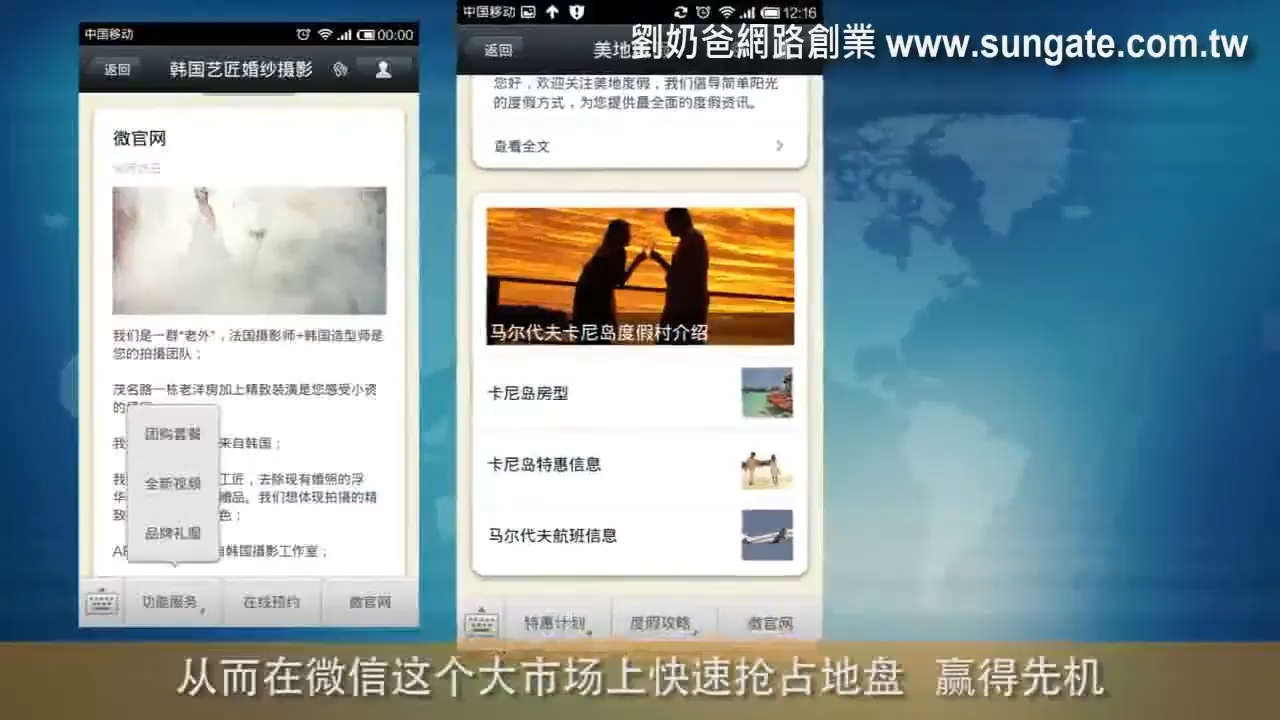 中国移动
00:00
返回
韩国艺匠婚纱摄影
微官网
我们是一群"老外"，法国摄影师+韩国造型师是
您的拍摄团队；
茂名路一栋老洋房加上精致装潢是您感受小资
的
我
来自韩国；
我
工匠，去除现有婚照的浮
华
赠品。我们想体现拍摄的精
致
色；
韩国摄影工作室；
团购套餐
全新视频
品牌礼服
功能服务
在线预约
微官网
中国移动
12:16
返回
美地
劉奶爸網路創業 www.sungate.com.tw
您好，欢迎关注美地度假，我们倡导简单阳光
的度假方式，为您提供最全面的度假资讯。
查看全文
马尔代夫卡尼岛度假村介绍
卡尼岛房型
卡尼岛特惠信息
马尔代夫航班信息
特惠计划
度假攻略
微官网
从而在微信这个大市场上快速抢占地盘 赢得先机